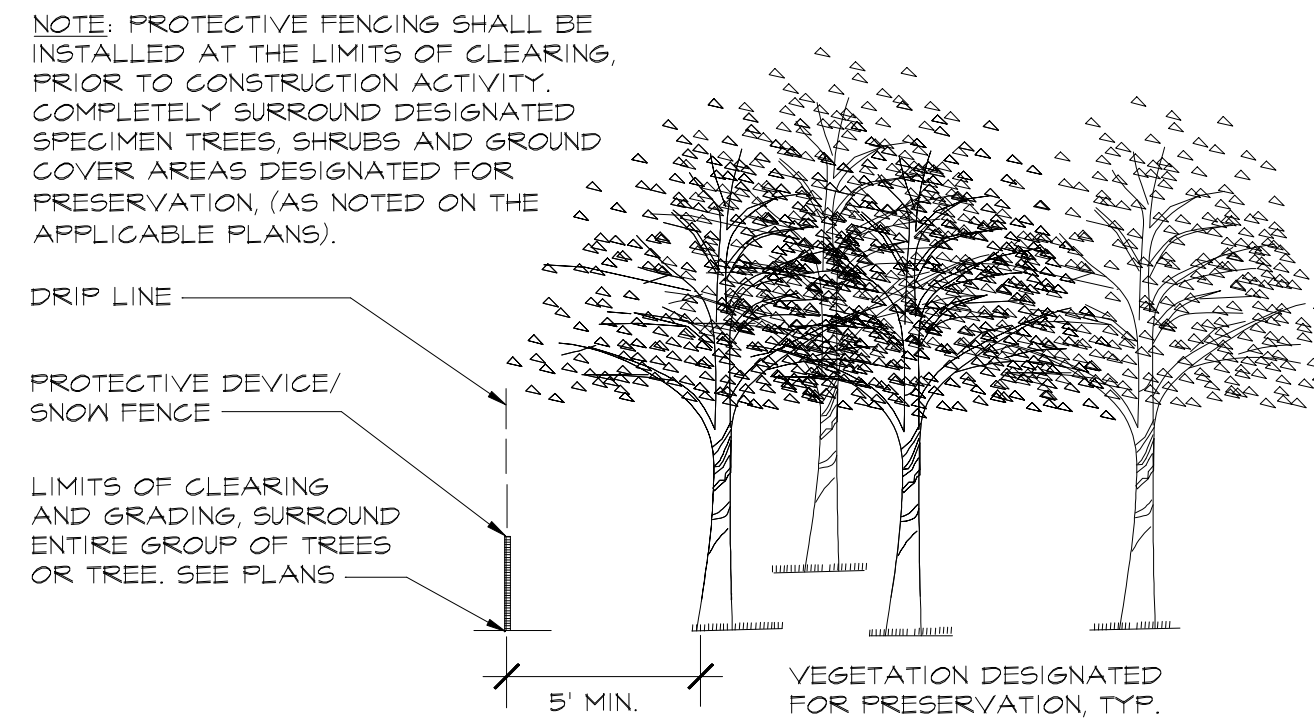 NOTE: PROTECTIVE FENCING SHALL BE
INSTALLED AT THE LIMITS OF CLEARING,
PRIOR TO CONSTRUCTION ACTIVITY.
COMPLETELY SURROUND DESIGNATED
SPECIMEN TREES, SHRUBS AND GROUND
COVER AREAS DESIGNATED FOR
PRESERVATION, (AS NOTED ON THE
APPLICABLE PLANS).
DRIP LINE
PROTECTIVE DEVICE/
SNOW FENCE
LIMITS OF CLEARING
AND GRADING, SURROUND
ENTIRE GROUP OF TREES
OR TREE. SEE PLANS
5' MIN.
VEGETATION DESIGNATED
FOR PRESERVATION, TYP.